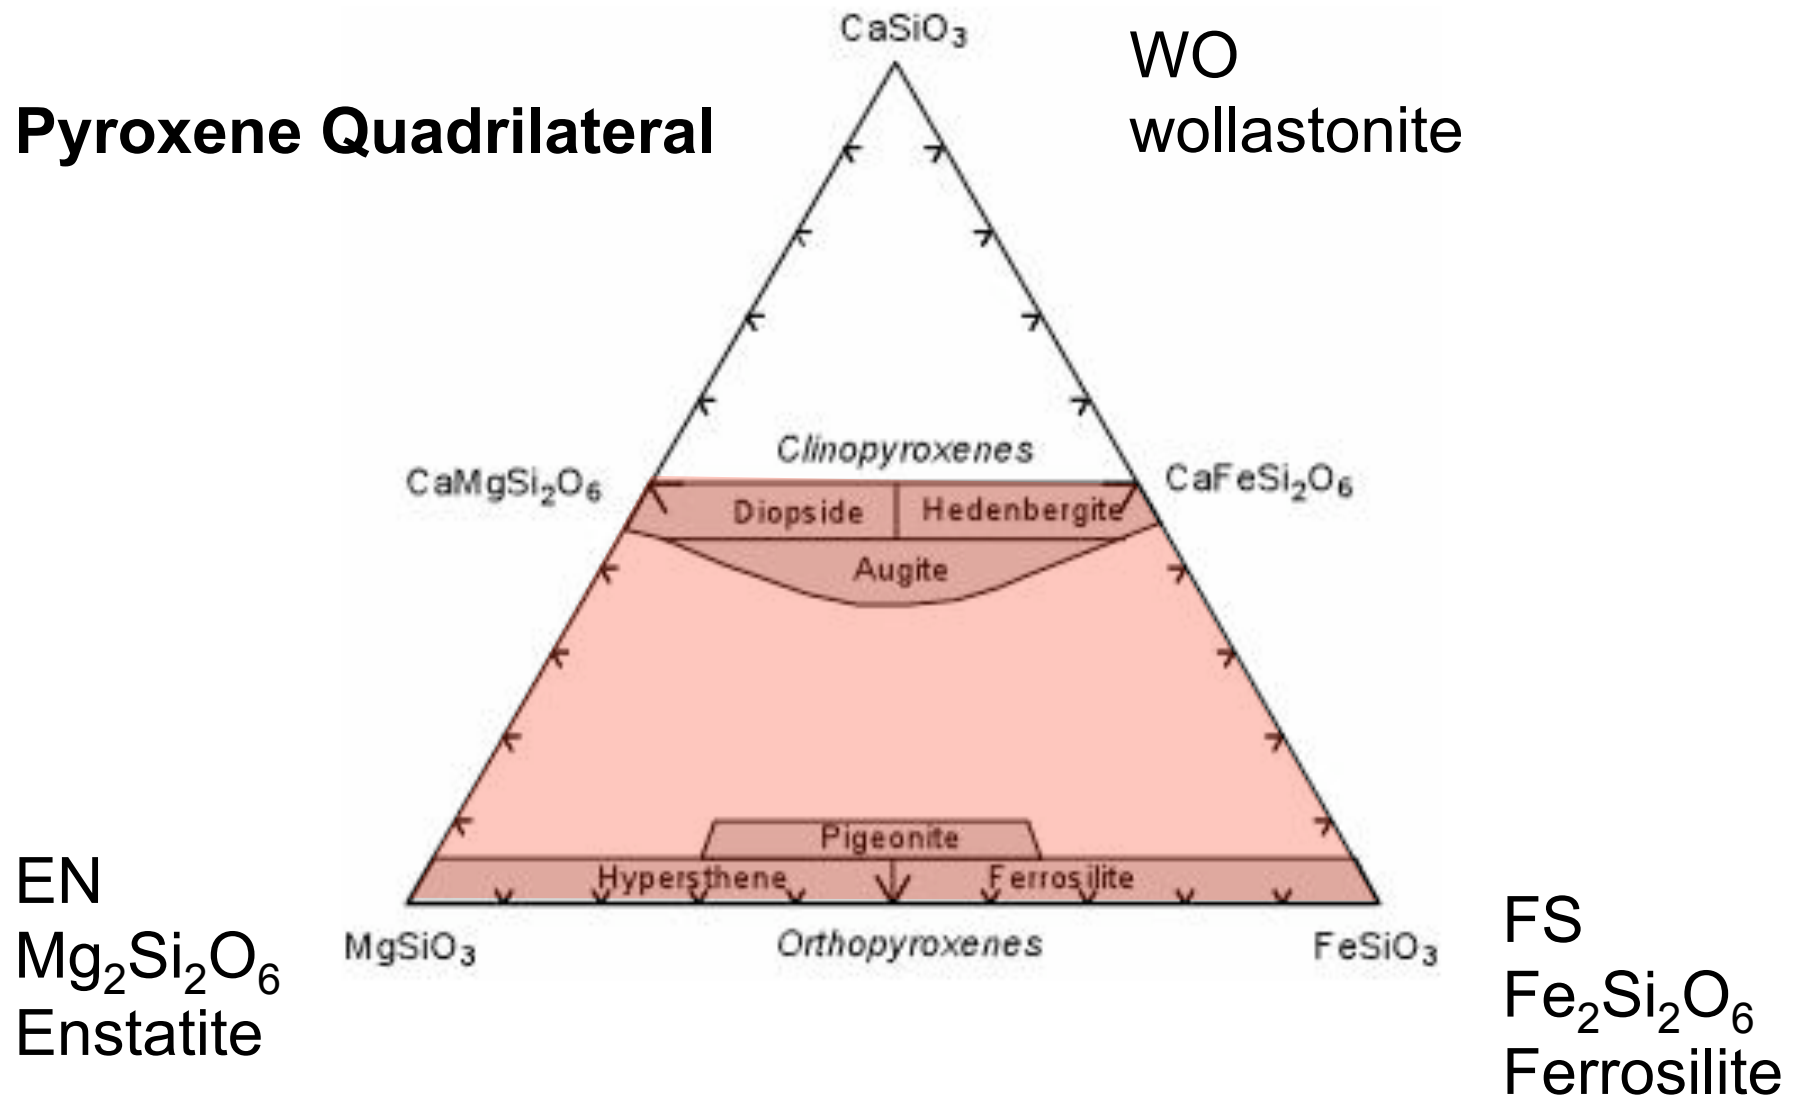 CaSiO₃
WO
wollastonite
Pyroxene Quadrilateral
Clinopyroxenes
CaMgSi₂O₆
CaFeSi₂O₆
Diopside
Hedenbergite
Augite
Pigeonite
Hypersthene
Ferrosilite
EN
Mg₂Si₂O₆
Enstatite
MgSiO₃
Orthopyroxenes
FeSiO₃
FS
Fe₂Si₂O₆
Ferrosilite